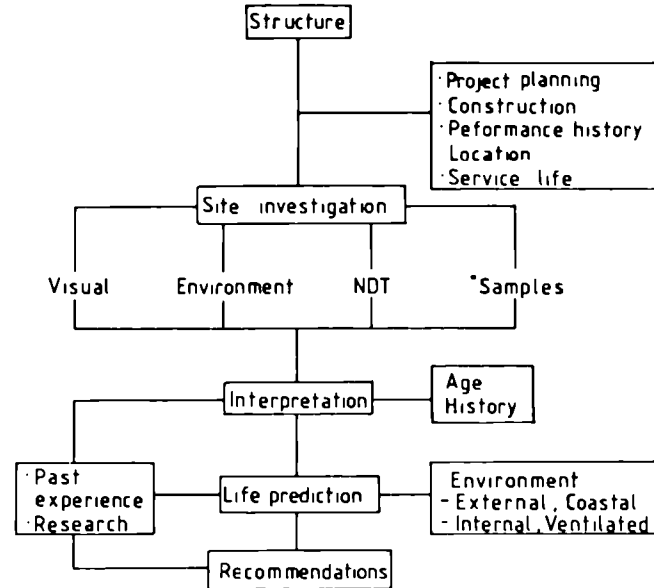 Structure
· Project planning
· Construction
· Peformance history
Location
· Service life
Site investigation
Visual Environment NDT "Samples
Interpretation
Age
History
· Past
experience
· Research
Life prediction
Environment
- External, Coastal
- Internal, Ventilated
Recommendations